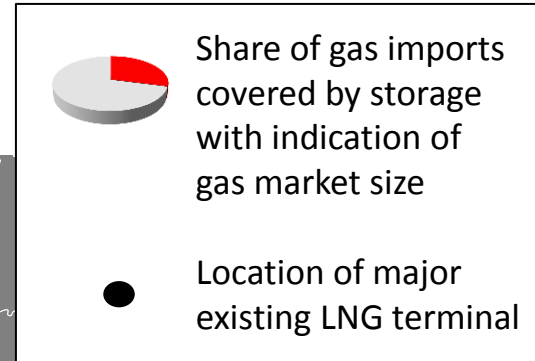 Share of gas imports
covered by storage
with indication of
gas market size
Location of major
existing LNG terminal